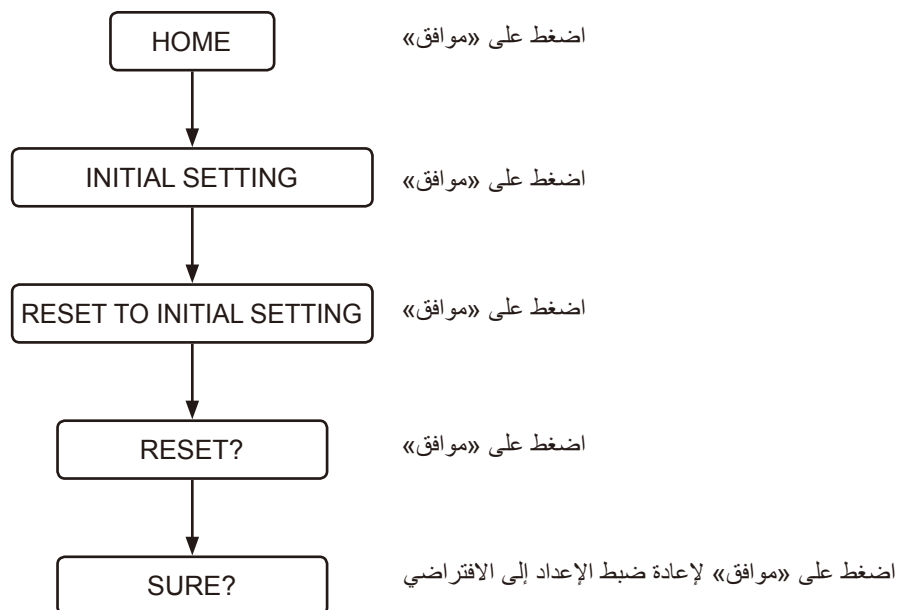 HOME
اضغط على «موافق»
INITIAL SETTING
اضغط على «موافق»
RESET TO INITIAL SETTING
اضغط على «موافق»
RESET?
اضغط على «موافق»
SURE?
اضغط على «موافق» لإعادة ضبط الإعداد إلى الافتراضي